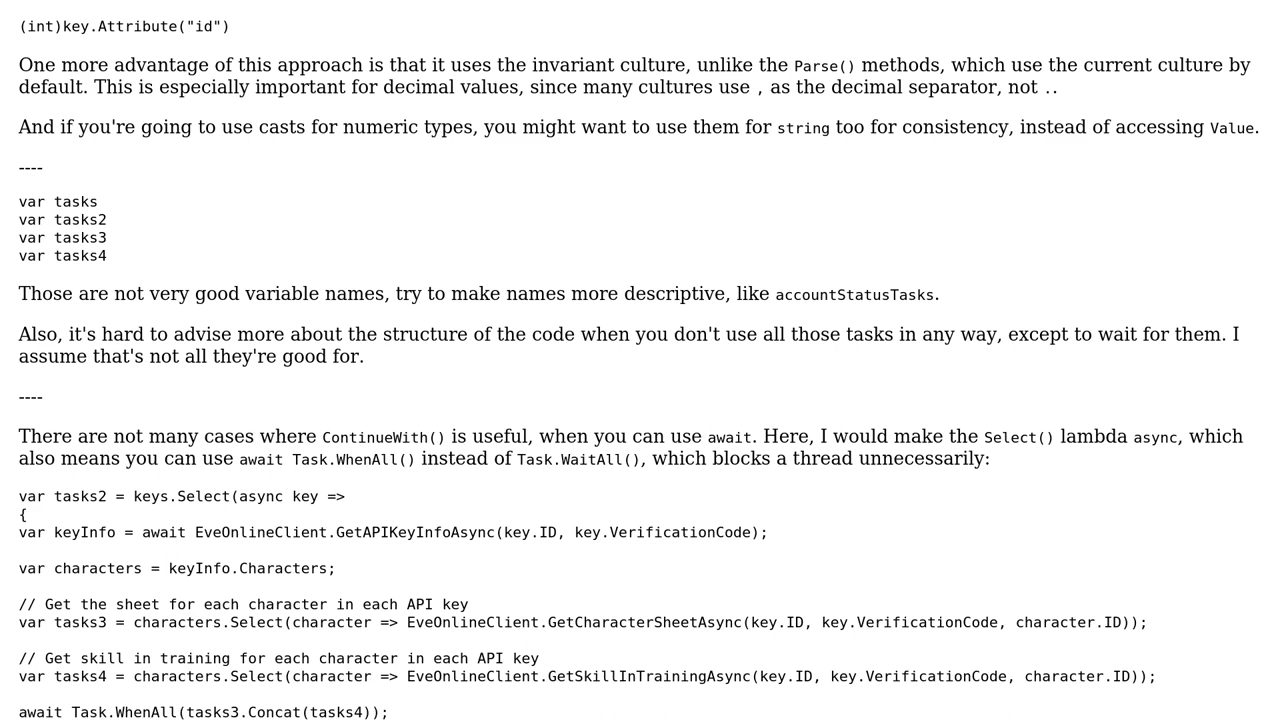 (int)key.Attribute("id")
One more advantage of this approach is that it uses the invariant culture, unlike the Parse() methods, which use the current culture by
default. This is especially important for decimal values, since many cultures use , as the decimal separator, not ..
And if you're going to use casts for numeric types, you might want to use them for string too for consistency, instead of accessing Value.
----
var tasks
var tasks2
var tasks3
var tasks4
Those are not very good variable names, try to make names more descriptive, like accountStatusTasks.
Also, it's hard to advise more about the structure of the code when you don't use all those tasks in any way, except to wait for them. I
assume that's not all they're good for.
----
There are not many cases where ContinueWith() is useful, when you can use await. Here, I would make the Select() lambda async, which
also means you can use await Task.WhenAll() instead of Task.WaitAll(), which blocks a thread unnecessarily:
var tasks2 = keys.Select(async key =>
{
var keyInfo = await EveOnlineClient.GetAPIKeyInfoAsync(key.ID, key.VerificationCode);
var characters = keyInfo.Characters;
// Get the sheet for each character in each API key
var tasks3 = characters.Select(character => EveOnlineClient.GetCharacterSheetAsync(key.ID, key.VerificationCode, character.ID));
// Get skill in training for each character in each API key
var tasks4 = characters.Select(character => EveOnlineClient.GetSkillInTrainingAsync(key.ID, key.VerificationCode, character.ID));
await Task.WhenAll(tasks3.Concat(tasks4));